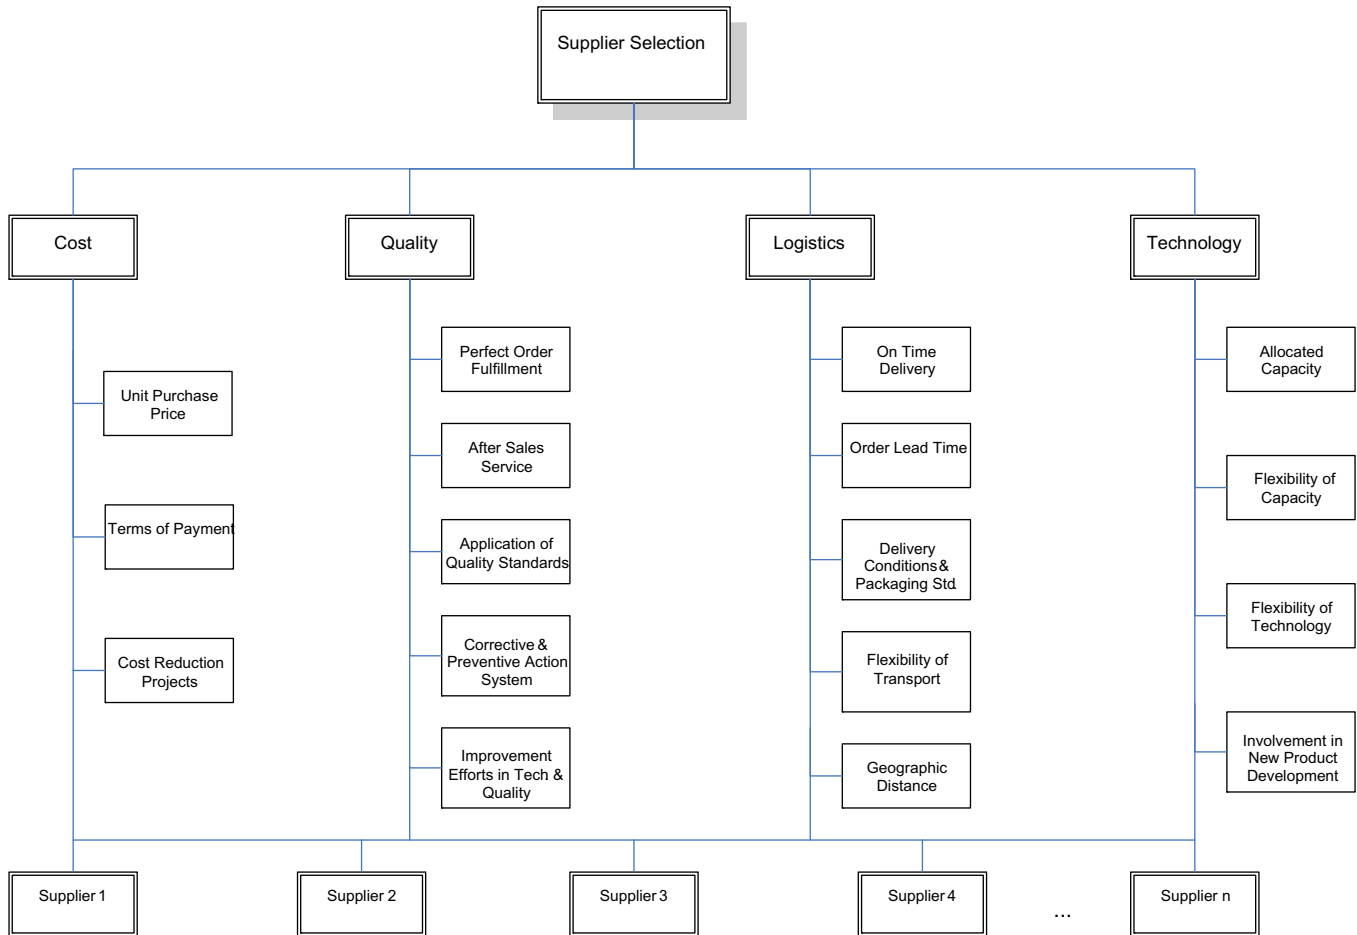 Supplier Selection
Cost
Quality
Logistics
Technology
Unit Purchase
Price
Terms of Payment
Cost Reduction
Projects
Perfect Order
Fulfillment
After Sales
Service
Application of
Quality Standards
Corrective &
Preventive Action
System
Improvement
Efforts in Tech &
Quality
On Time
Delivery
Order Lead Time
Delivery
Conditions &
Packaging Std.
Flexibility of
Transport
Geographic
Distance
Allocated
Capacity
Flexibility of
Capacity
Flexibility of
Technology
Involvement in
New Product
Development
Supplier 1
Supplier 2
Supplier 3
Supplier 4
...
Supplier n